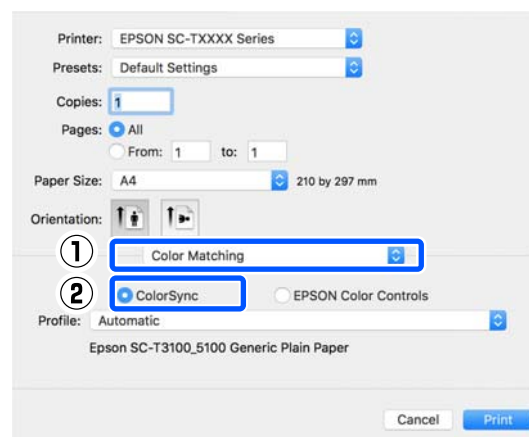 Printer: EPSON SC-TXXXX Series
Presets: Default Settings
Copies: 1
Pages: All
From: 1 to: 1
Paper Size: A4 210 by 297 mm
Orientation:
① Color Matching
② ColorSync EPSON Color Controls
Profile: Automatic
Epson SC-T3100_5100 Generic Plain Paper
Cancel Print